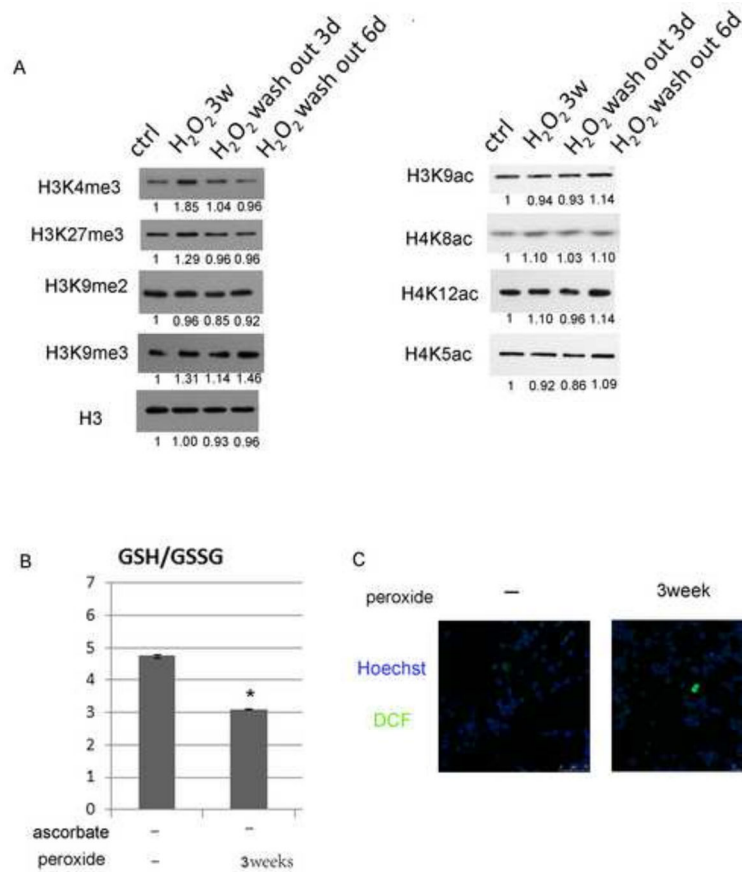 A
ctrl
H2O2 3w
H2O2 wash out 3d
H2O2 wash out 6d
H3K4me3
1 1.85 1.04 0.96
H3K27me3
1 1.29 0.96 0.96
H3K9me2
1 0.96 0.85 0.92
H3K9me3
1 1.31 1.14 1.46
H3
1 1.00 0.93 0.96
ctrl
H2O2 3w
H2O2 wash out 3d
H2O2 wash out 6d
H3K9ac
1 0.94 0.93 1.14
H4K8ac
1 1.10 1.03 1.10
H4K12ac
1 1.10 0.96 1.14
H4K5ac
1 0.92 0.86 1.09
B
GSH/GSSG
7
6
5
4
3
2
1
0
*
ascorbate – –
peroxide – 3weeks
C
peroxide – 3week
Hoechst
DCF